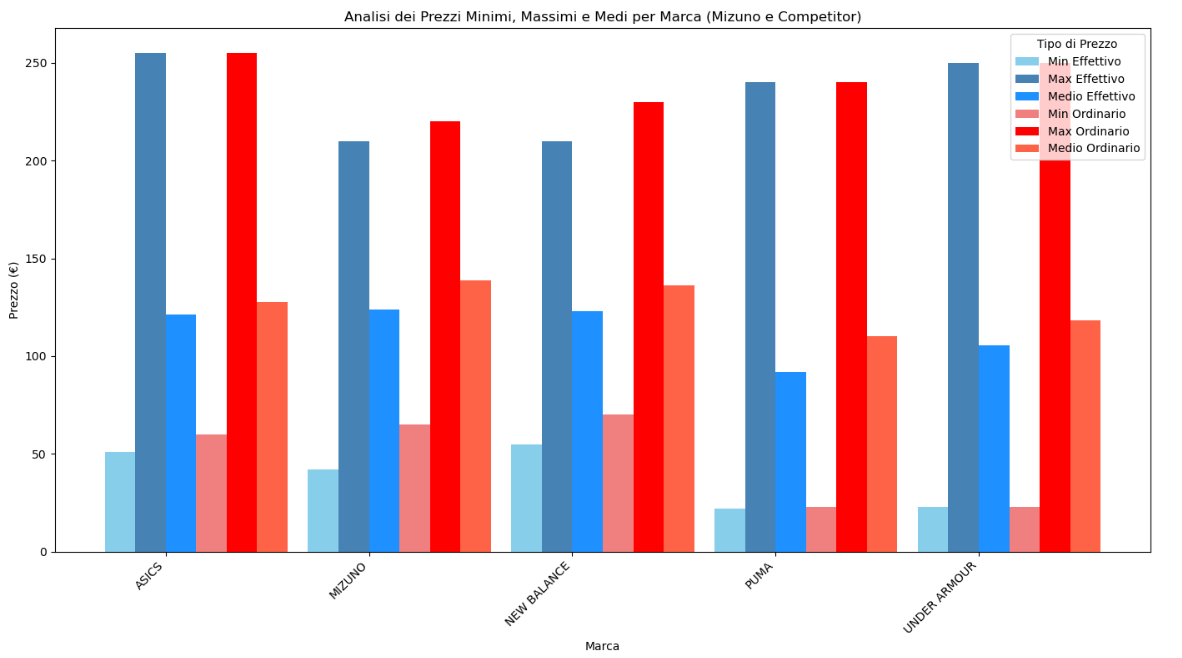 Analisi dei Prezzi Minimi, Massimi e Medi per Marca (Mizuno e Competitor)
Tipo di Prezzo
Min Effettivo
Max Effettivo
Medio Effettivo
Min Ordinario
Max Ordinario
Medio Ordinario
Prezzo (€)
250
200
150
100
50
0
ASICS
MIZUNO
NEW BALANCE
PUMA
UNDER ARMOUR
Marca